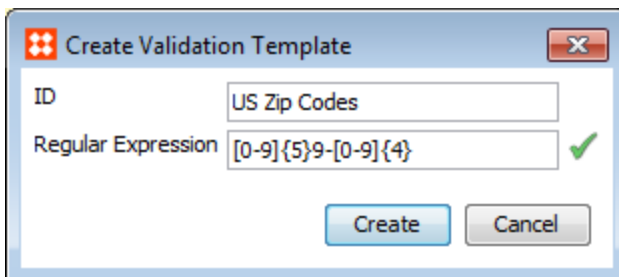 Create Validation Template
ID US Zip Codes
Regular Expression [0-9]{5}9-[0-9]{4}
Create Cancel